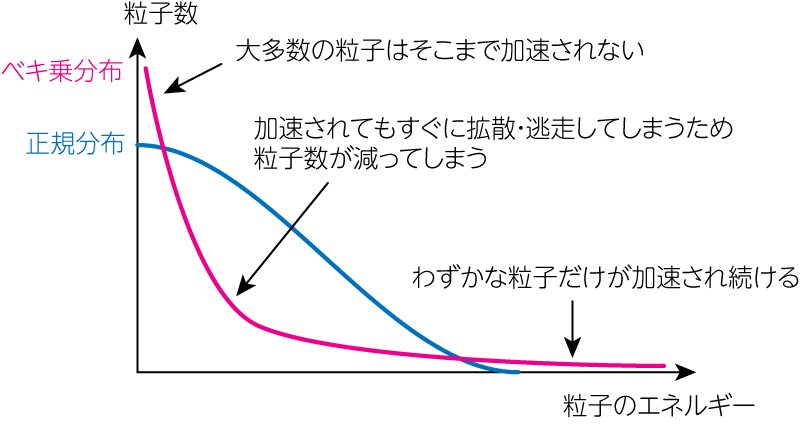 粒子数
大多数の粒子はそこまで加速されない
ベキ乗分布
加速されてもすぐに拡散・逃走してしまうため
粒子数が減ってしまう
正規分布
わずかな粒子だけが加速され続ける
粒子のエネルギー